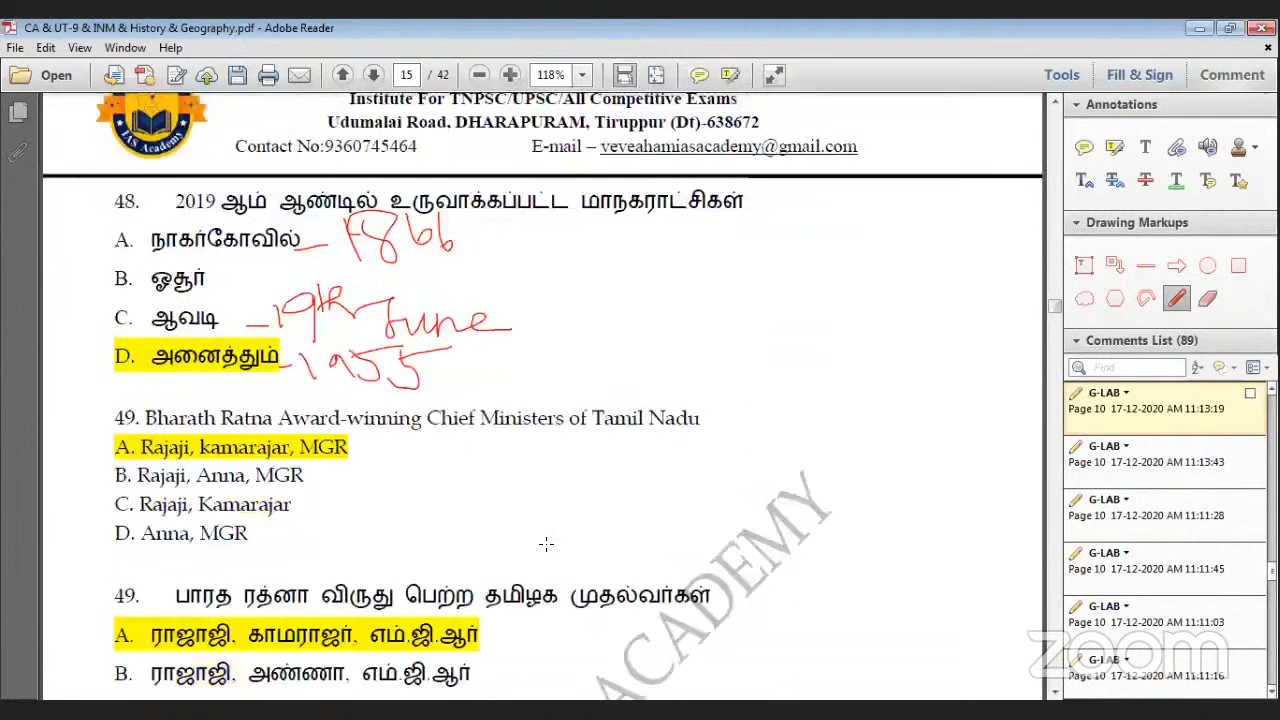 CA & UT-9 & INM & History & Geography.pdf - Adobe Reader
File Edit View Window Help
Open 15 / 42 118% Tools Fill & Sign Comment
IAS Academy
Institute For TNPSC/UPSC/All Competitive Exams
Udumalai Road, DHARAPURAM, Tiruppur (Dt)-638672
Contact No:9360745464 E-mail – veveahamiasacademy@gmail.com
48. 2019 ஆம் ஆண்டில் உருவாக்கப்பட்ட மாநகராட்சிகள்
A. நாகர்கோவில் - 1866
B. ஓசூர்
C. ஆவடி - 19th June
D. அனைத்தும் - 1955
49. Bharath Ratna Award-winning Chief Ministers of Tamil Nadu
A. Rajaji, kamarajar, MGR
B. Rajaji, Anna, MGR
C. Rajaji, Kamarajar
D. Anna, MGR
49. பாரத ரத்னா விருது பெற்ற தமிழக முதல்வர்கள்
A. ராஜாஜி, காமராஜர், எம்.ஜி.ஆர்
B. ராஜாஜி, அண்ணா, எம்.ஜி.ஆர்
ACADEMY
Annotations
Drawing Markups
Comments List (89)
Find
G-LAB
Page 10 17-12-2020 AM 11:13:19
G-LAB
Page 10 17-12-2020 AM 11:13:43
G-LAB
Page 10 17-12-2020 AM 11:11:28
G-LAB
Page 10 17-12-2020 AM 11:11:45
G-LAB
Page 10 17-12-2020 AM 11:11:03
G-LAB
Page 10 17-12-2020 AM 11:11:16
zoom